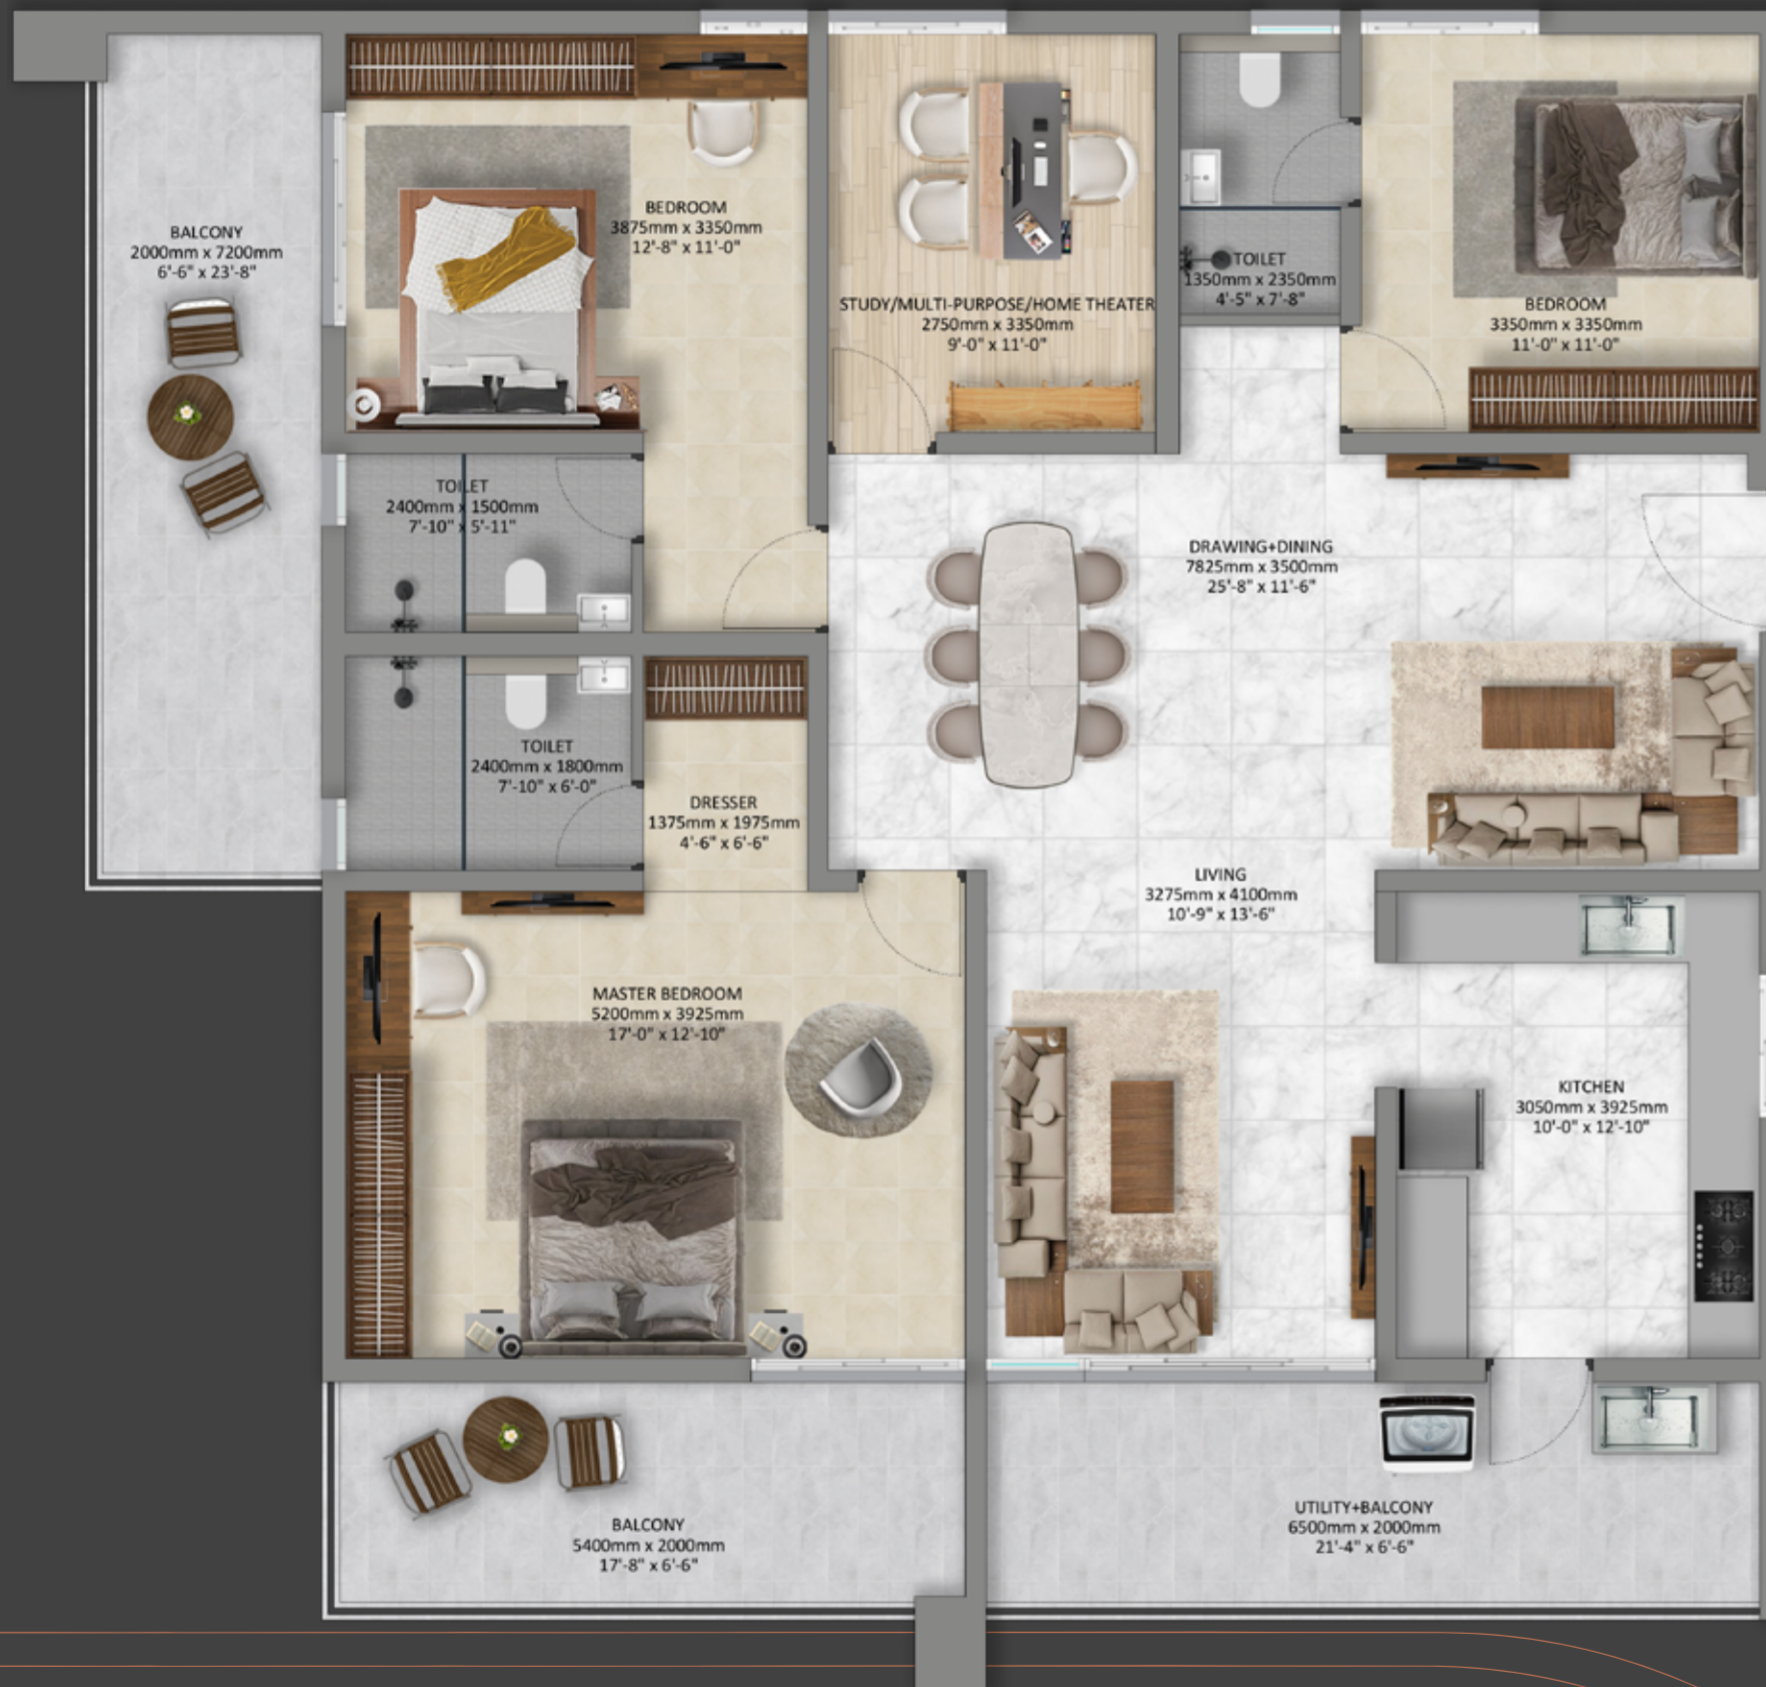 BALCONY
2000mm x 7200mm
6'-6" x 23'-8"
BEDROOM
3875mm x 3350mm
12'-8" x 11'-0"
STUDY/MULTI-PURPOSE/HOME THEATER
2750mm x 3350mm
9'-0" x 11'-0"
TOILET
1350mm x 2350mm
4'-5" x 7'-8"
BEDROOM
3350mm x 3350mm
11'-0" x 11'-0"
TOILET
2400mm x 1500mm
7'-10" x 5'-11"
DRAWING+DINING
7825mm x 3500mm
25'-8" x 11'-6"
TOILET
2400mm x 1800mm
7'-10" x 6'-0"
DRESSER
1375mm x 1975mm
4'-6" x 6'-6"
LIVING
3275mm x 4100mm
10'-9" x 13'-6"
MASTER BEDROOM
5200mm x 3925mm
17'-0" x 12'-10"
KITCHEN
3050mm x 3925mm
10'-0" x 12'-10"
BALCONY
5400mm x 2000mm
17'-8" x 6'-6"
UTILITY+BALCONY
6500mm x 2000mm
21'-4" x 6'-6"